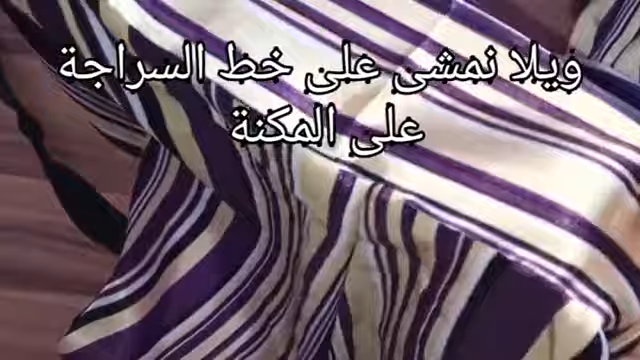 ويلا نمشى على خط السراجة
على المكنة